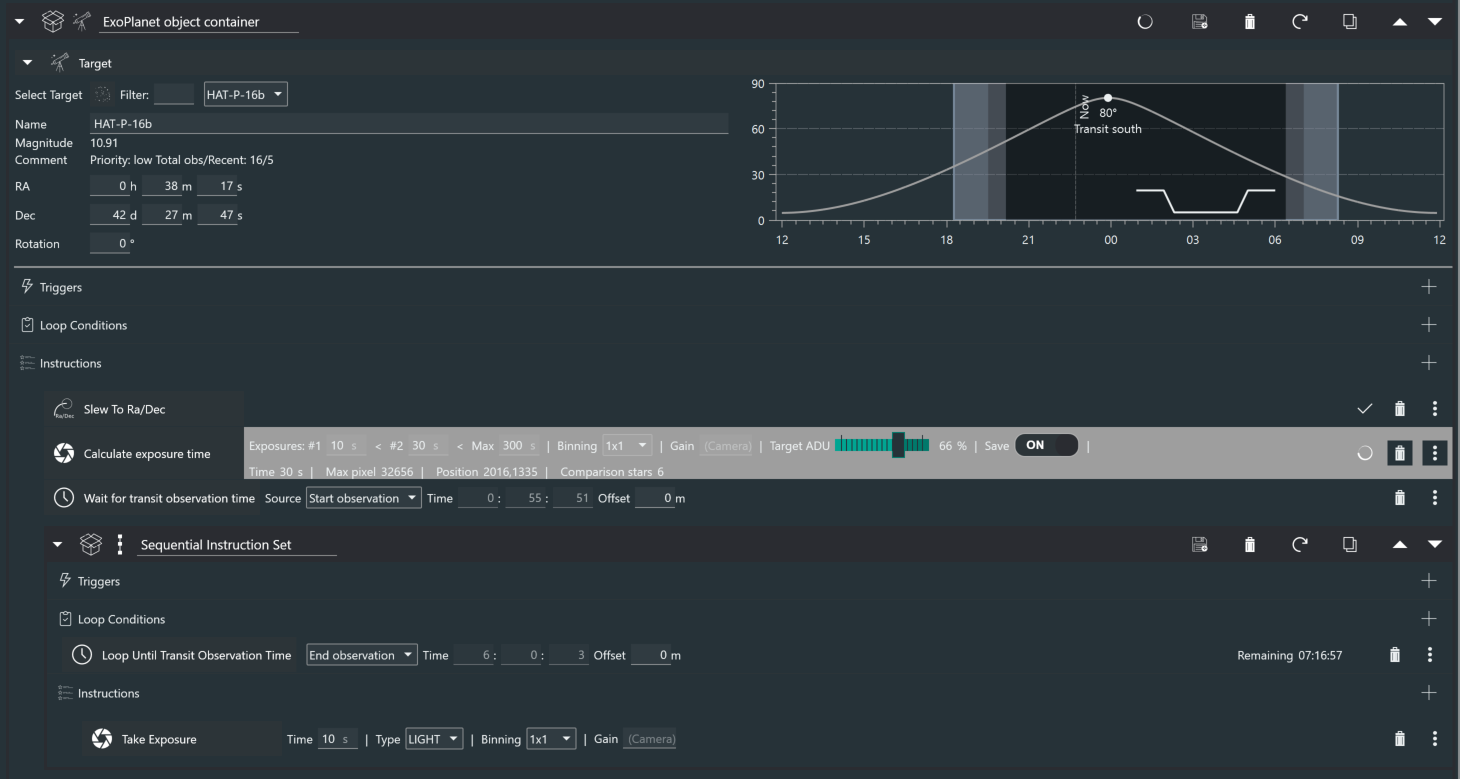 ExoPlanet object container
Target
Select Target Filter: HAT-P-16b
Name HAT-P-16b
Magnitude 10.91
Comment Priority: low Total obs/Recent: 16/5
RA 0 h 38 m 17 s
Dec 42 d 27 m 47 s
Rotation 0 °
90
60
30
0
Now
80°
Transit south
12 15 18 21 00 03 06 09 12
Triggers
Loop Conditions
Instructions
Ra/Dec Slew To Ra/Dec
Calculate exposure time Exposures: #1 10 s < #2 30 s < Max 300 s | Binning 1x1 | Gain (Camera) | Target ADU 66 % | Save ON |
Time 30 s | Max pixel 32656 | Position 2016,1335 | Comparison stars 6
Wait for transit observation time Source Start observation Time 0 : 55 : 51 Offset 0 m
Sequential Instruction Set
Triggers
Loop Conditions
Loop Until Transit Observation Time End observation Time 6 : 0 : 3 Offset 0 m Remaining 07:16:57
Instructions
Take Exposure Time 10 s | Type LIGHT | Binning 1x1 | Gain (Camera)